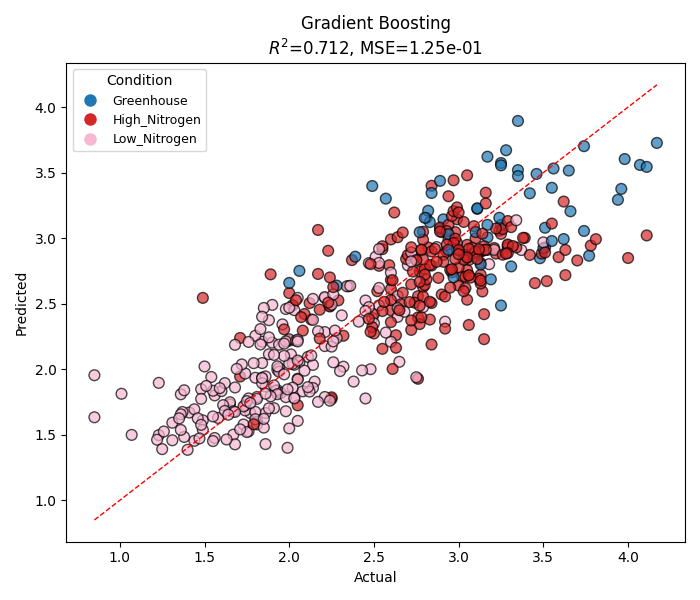 Gradient Boosting
R²=0.712, MSE=1.25e-01
Condition
Greenhouse
High_Nitrogen
Low_Nitrogen
4.0
3.5
3.0
2.5
2.0
1.5
1.0
Predicted
1.0 1.5 2.0 2.5 3.0 3.5 4.0
Actual